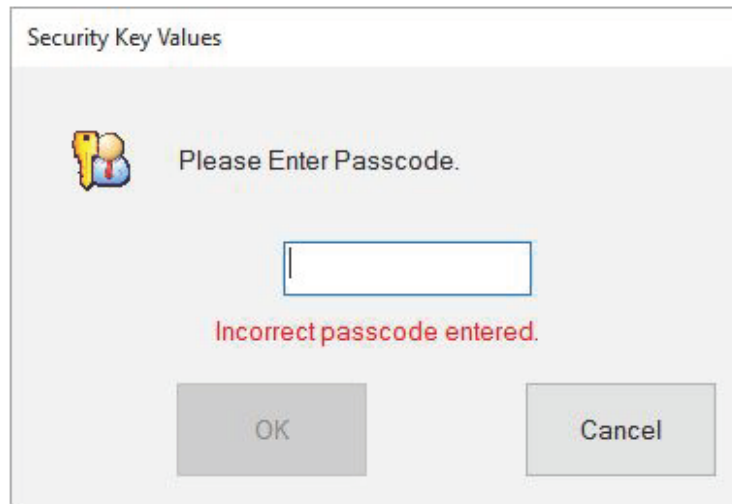 Security Key Values
Please Enter Passcode.
Incorrect passcode entered.
OK
Cancel